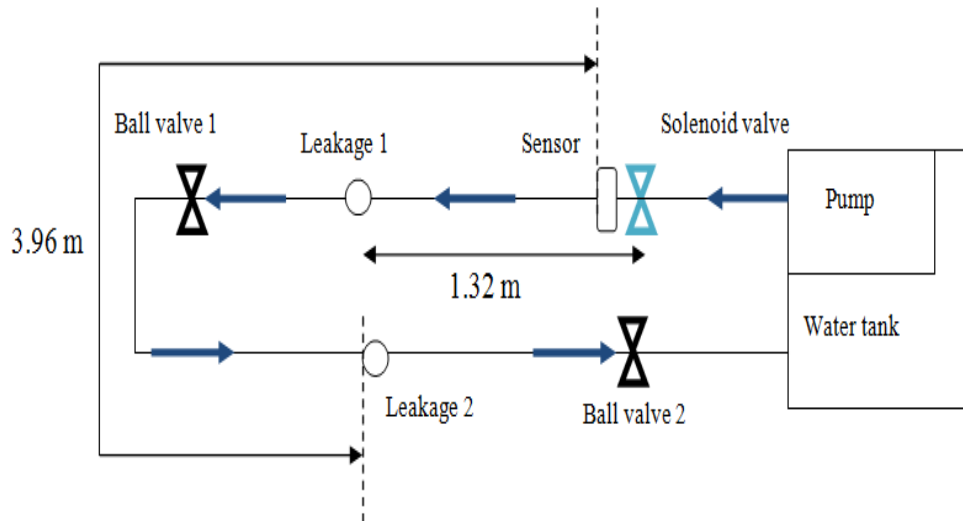 Ball valve 1
Leakage 1
Sensor
Solenoid valve
Pump
3.96 m
1.32 m
Water tank
Leakage 2
Ball valve 2